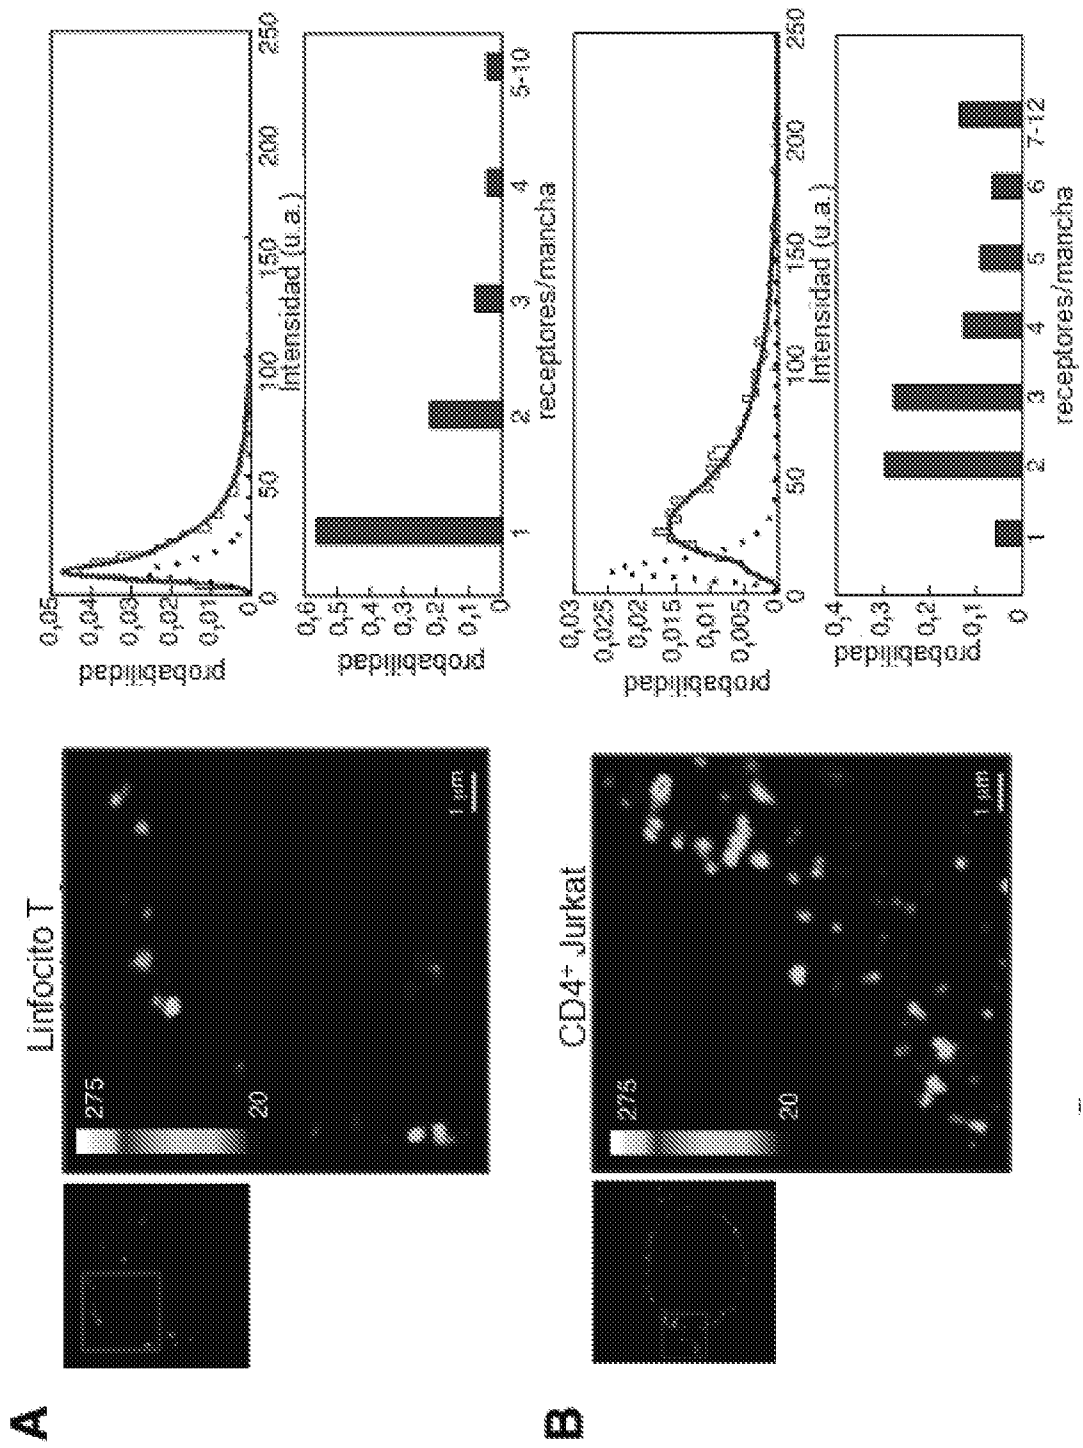 A
Linfocito T
275
20
1 µm
probabilidad
0,05
0,04
0,03
0,02
0,01
0
0 50 100 150 200 250
Intensidad (u.a.)
probabilidad
0,6
0,5
0,4
0,3
0,2
0,1
0
1 2 3 4 5-10
receptores/mancha
B
CD4⁺ Jurkat
275
20
1 µm
probabilidad
0,03
0,025
0,02
0,015
0,01
0,005
0
0 50 100 150 200 250
Intensidad (u.a.)
probabilidad
0,4
0,3
0,2
0,1
0
1 2 3 4 5 6 7-12
receptores/mancha